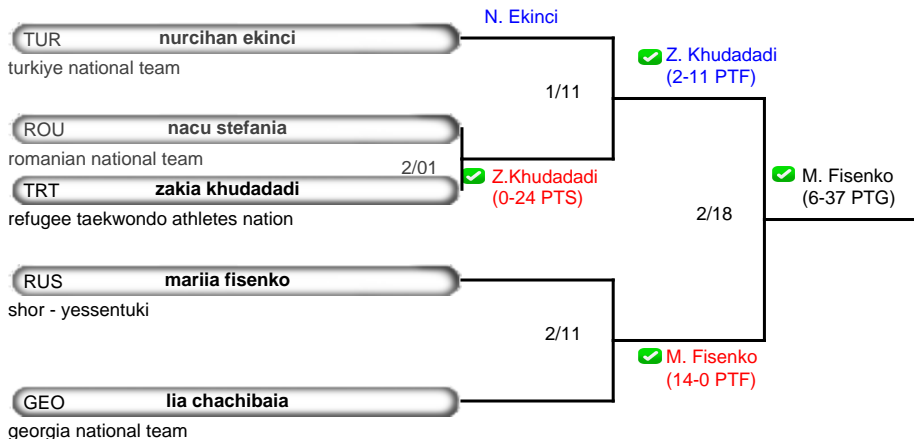 N. Ekinci
TUR nurcihan ekinci
turkiye national team
Z. Khudadadi
(2-11 PTF)
1/11
ROU nacu stefania
romanian national team
2/01
Z.Khudadadi
(0-24 PTS)
TRT zakia khudadadi
refugee taekwondo athletes nation
M. Fisenko
(6-37 PTG)
2/18
RUS mariia fisenko
shor - yessentuki
2/11
M. Fisenko
(14-0 PTF)
GEO lia chachibaia
georgia national team